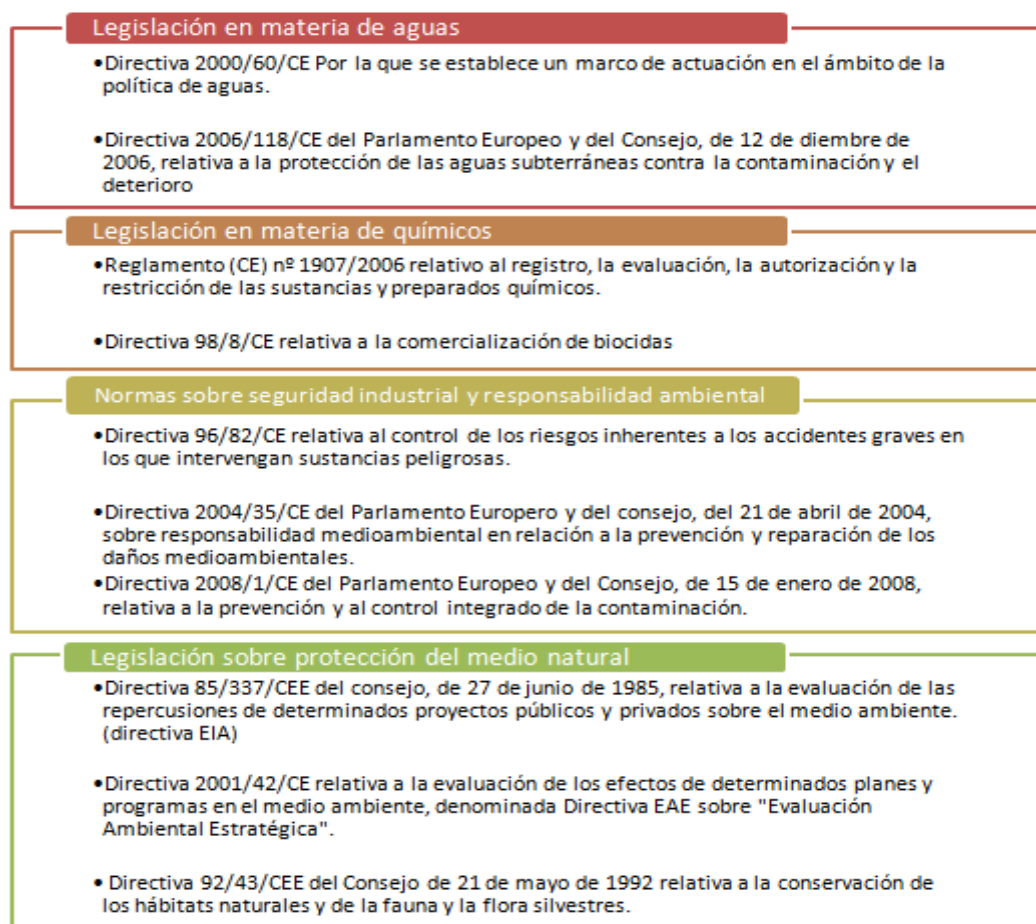 Legislación en materia de aguas
•Directiva 2000/60/CE Por la que se establece un marco de actuación en el ámbito de la
política de aguas.
•Directiva 2006/118/CE del Parlamento Europeo y del Consejo, de 12 de diembre de
2006, relativa a la protección de las aguas subterráneas contra la contaminación y el
deterioro
Legislación en materia de químicos
•Reglamento (CE) nº 1907/2006 relativo al registro, la evaluación, la autorización y la
restricción de las sustancias y preparados químicos.
•Directiva 98/8/CE relativa a la comercialización de biocidas
Normas sobre seguridad industrial y responsabilidad ambiental
•Directiva 96/82/CE relativa al control de los riesgos inherentes a los accidentes graves en
los que intervengan sustancias peligrosas.
•Directiva 2004/35/CE del Parlamento Europero y del consejo, del 21 de abril de 2004,
sobre responsabilidad medioambiental en relación a la prevención y reparación de los
daños medioambientales.
•Directiva 2008/1/CE del Parlamento Europeo y del Consejo, de 15 de enero de 2008,
relativa a la prevención y al control integrado de la contaminación.
Legislación sobre protección del medio natural
•Directiva 85/337/CEE del consejo, de 27 de junio de 1985, relativa a la evaluación de las
repercusiones de determinados proyectos públicos y privados sobre el medio ambiente.
(directiva EIA)
•Directiva 2001/42/CE relativa a la evaluación de los efectos de determinados planes y
programas en el medio ambiente, denominada Directiva EAE sobre "Evaluación
Ambiental Estratégica".
• Directiva 92/43/CEE del Consejo de 21 de mayo de 1992 relativa a la conservación de
los hábitats naturales y de la fauna y la flora silvestres.